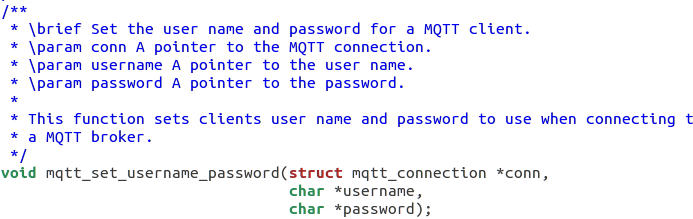 /**
 * \brief Set the user name and password for a MQTT client.
 * \param conn A pointer to the MQTT connection.
 * \param username A pointer to the user name.
 * \param password A pointer to the password.
 *
 * This function sets clients user name and password to use when connecting t
 * a MQTT broker.
 */
void mqtt_set_username_password(struct mqtt_connection *conn,
                                char *username,
                                char *password);